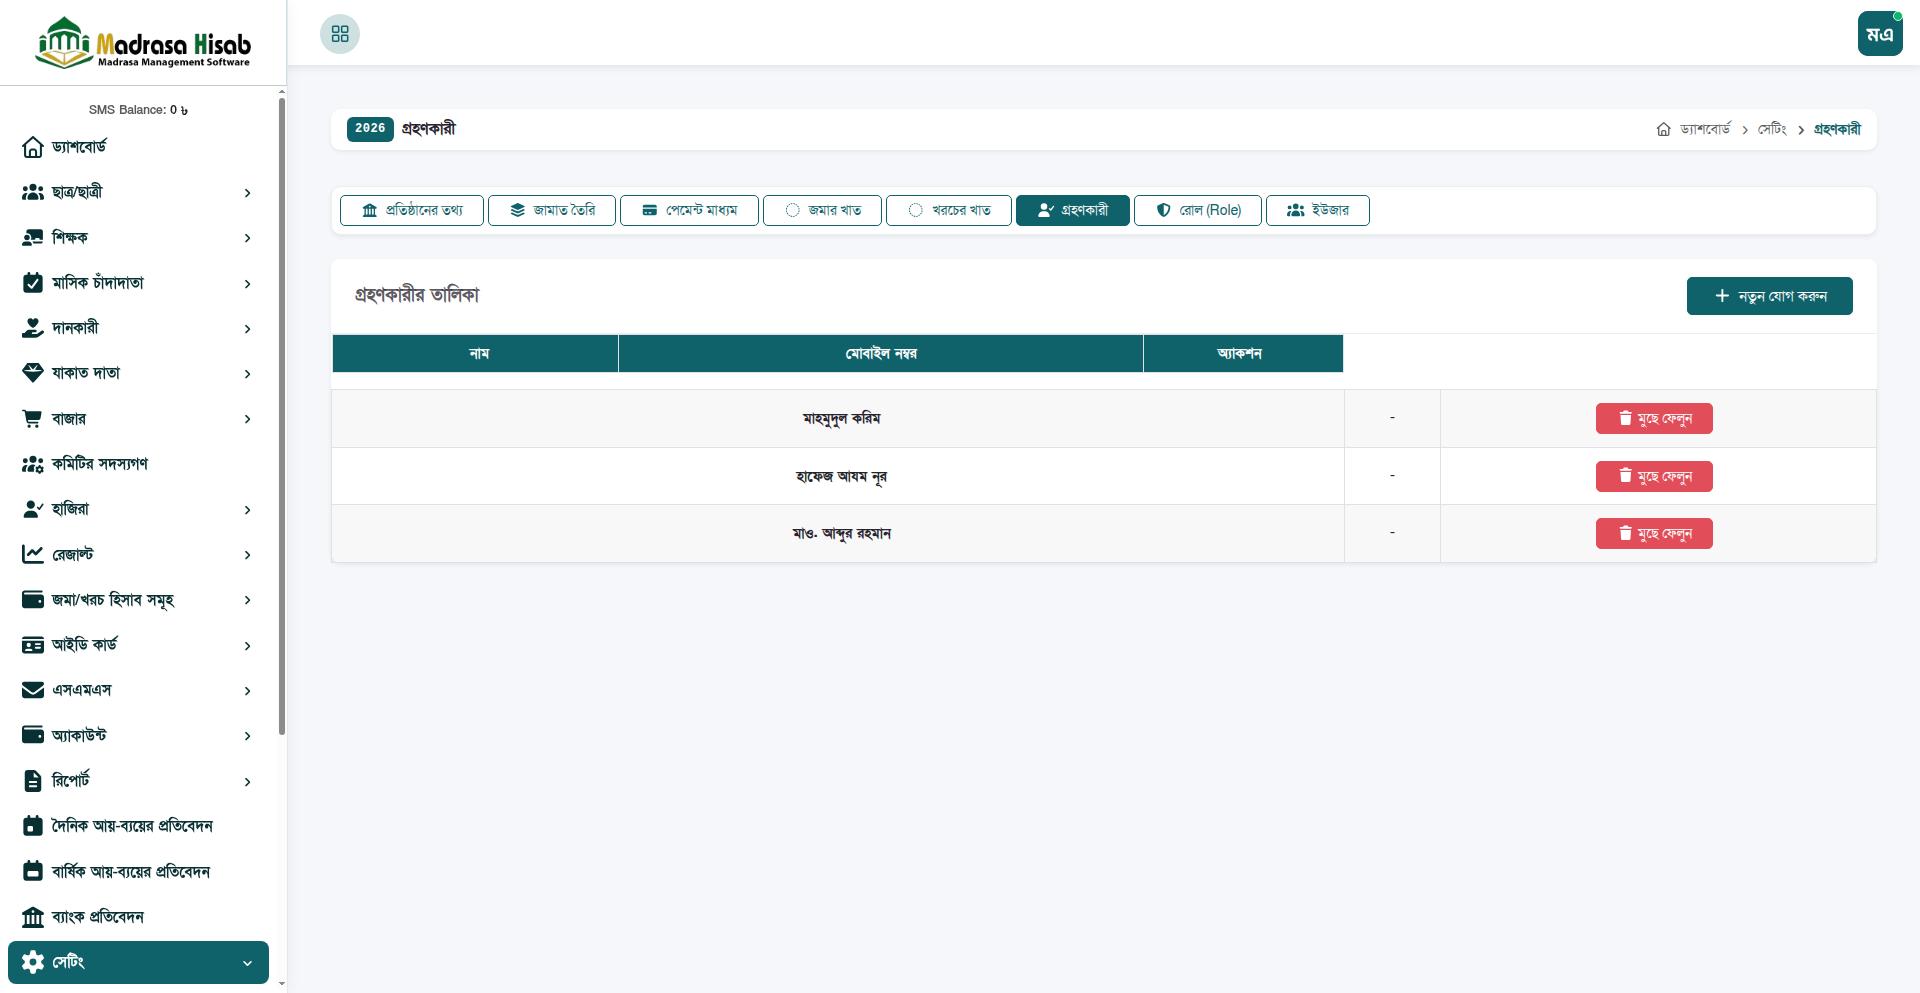 Madrasa Hisab
Madrasa Management Software
SMS Balance: 0 ৳
ড্যাশবোর্ড
ছাত্র/ছাত্রী
শিক্ষক
মাসিক চাঁদাদাতা
দানকারী
যাকাত দাতা
বাজার
কমিটির সদস্যগণ
হাজিরা
রেজাল্ট
জমা/খরচ হিসাব সমূহ
আইডি কার্ড
এসএমএস
অ্যাকাউন্ট
রিপোর্ট
দৈনিক আয়-ব্যয়ের প্রতিবেদন
বার্ষিক আয়-ব্যয়ের প্রতিবেদন
ব্যাংক প্রতিবেদন
সেটিং
মএ
2026 গ্রহণকারী
ড্যাশবোর্ড > সেটিং > গ্রহণকারী
প্রতিষ্ঠানের তথ্য জামাত তৈরি পেমেন্ট মাধ্যম জমার খাত খরচের খাত গ্রহণকারী রোল (Role) ইউজার
গ্রহণকারীর তালিকা
+ নতুন যোগ করুন
নাম মোবাইল নম্বর অ্যাকশন
মাহমুদুল করিম - মুছে ফেলুন
হাফেজ আযম নূর - মুছে ফেলুন
মাও. আব্দুর রহমান - মুছে ফেলুন